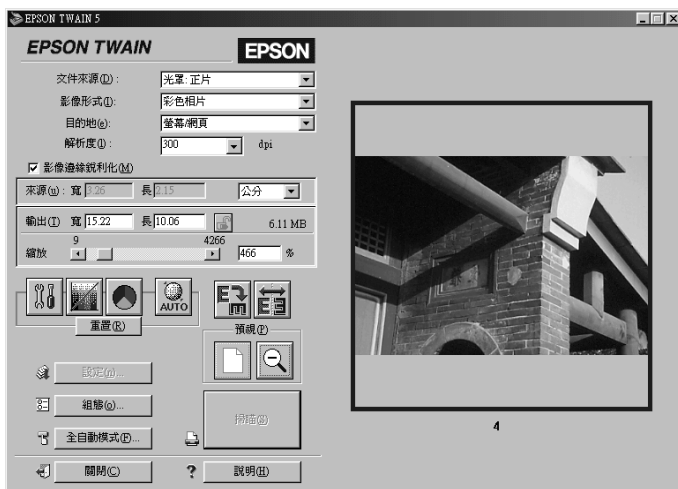 EPSON TWAIN 5
EPSON TWAIN
EPSON
文件來源(D):
光罩:正片
影像形式(I):
彩色相片
目的地(e):
螢幕/網頁
解析度(I):
300
dpi
影像邊緣銳利化(M)
來源(u): 寬 3.26 長 2.15 公分
輸出(T) 寬 15.22 長 10.06 6.11 MB
9 4266
縮放 466 %
AUTO
重置(R)
預視(P)
設定(n)...
組態(o)...
掃描(S)
全自動模式(F)...
關閉(C)
? 說明(H)
4